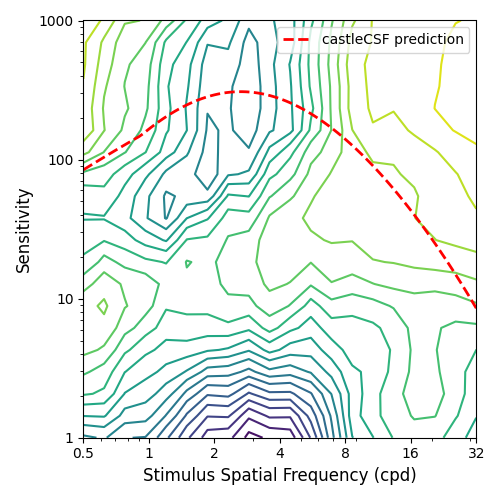 1000
castleCSF prediction
100
10
1
Sensitivity
0.5 1 2 4 8 16 32
Stimulus Spatial Frequency (cpd)